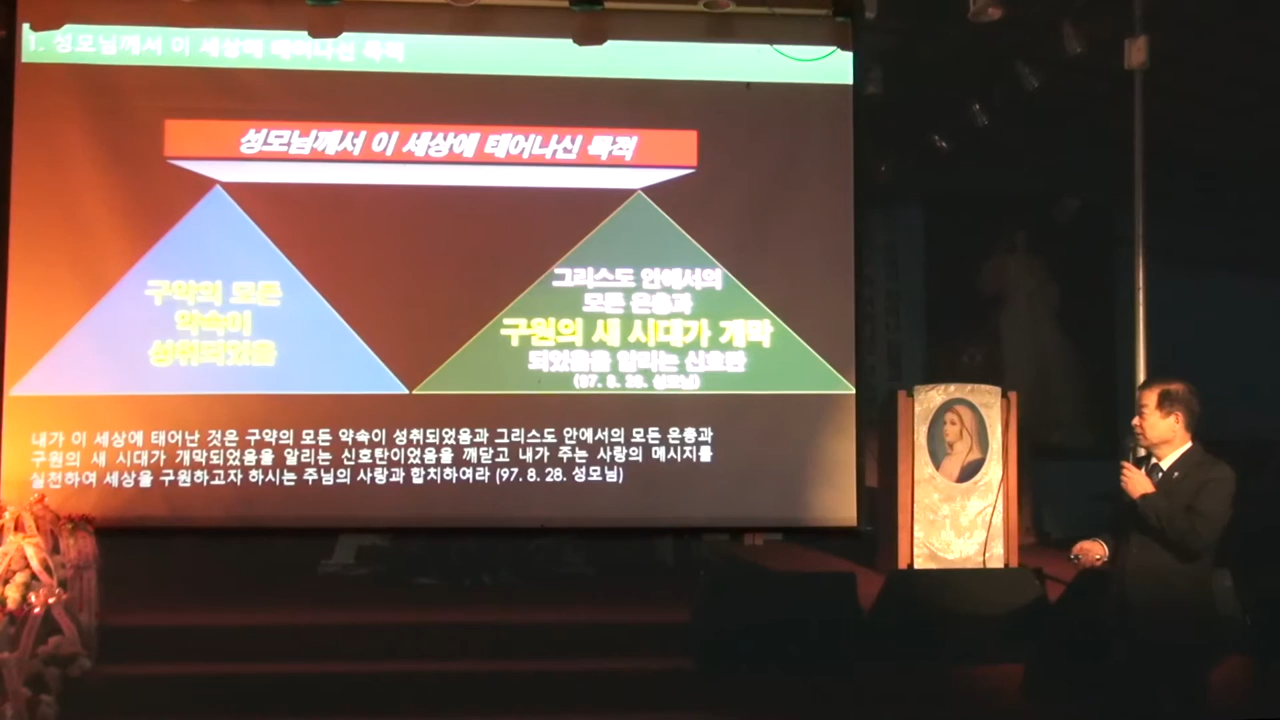 1. 성모님께서 이 세상에 태어나신 목적
성모님께서 이 세상에 태어나신 목적
구약의 모든
약속이
성취되었음
그리스도 안에서의
모든 은총과
구원의 새 시대가 개막
되었음을 알리는 신호탄
(97. 8. 28. 성모님)
내가 이 세상에 태어난 것은 구약의 모든 약속이 성취되었음과 그리스도 안에서의 모든 은총과
구원의 새 시대가 개막되었음을 알리는 신호탄이었음을 깨닫고 내가 주는 사랑의 메시지를
실천하여 세상을 구원하고자 하시는 주님의 사랑과 합치하여라 (97. 8. 28. 성모님)